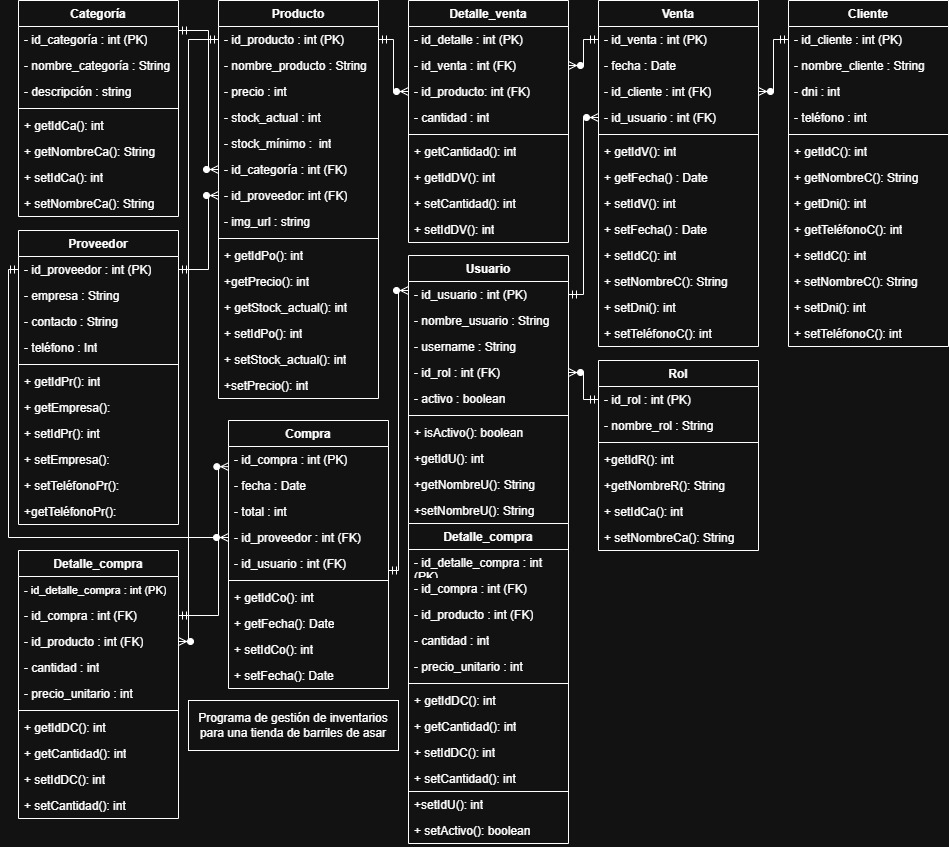 Categoría
- id_categoría : int (PK)
- nombre_categoría : String
- descripción : string
+ getIdCa(): int
+ getNombreCa(): String
+ setIdCa(): int
+ setNombreCa(): String
Producto
- id_producto : int (PK)
- nombre_producto : String
- precio : int
- stock_actual : int
- stock_mínimo : int
- id_categoría : int (FK)
- id_proveedor: int (FK)
- img_url : string
+ getIdPo(): int
+getPrecio(): int
+ getStock_actual(): int
+ setIdPo(): int
+ setStock_actual(): int
+setPrecio(): int
Detalle_venta
- id_detalle : int (PK)
- id_venta : int (FK)
- id_producto: int (FK)
- cantidad : int
+ getCantidad(): int
+ getIdDV(): int
+ setCantidad(): int
+ setIdDV(): int
Venta
- id_venta : int (PK)
- fecha : Date
- id_cliente : int (FK)
- id_usuario : int (FK)
+ getIdV(): int
+ getFecha() : Date
+ setIdV(): int
+ setFecha(): Date
+ setIdC(): int
+ setNombreC(): String
+ setDni(): int
+ setTeléfonoC(): int
Cliente
- id_cliente : int (PK)
- nombre_cliente : String
- dni : int
- teléfono : int
+ getIdC(): int
+ getNombreC(): String
+ getDni(): int
+ getTeléfonoC(): int
+ setIdC(): int
+ setNombreC(): String
+ setDni(): int
+ setTeléfonoC(): int
Proveedor
- id_proveedor : int (PK)
- empresa : String
- contacto : String
- teléfono : Int
+ getIdPr(): int
+ getEmpresa():
+ setIdPr(): int
+ setEmpresa():
+ setTeléfonoPr():
+getTeléfonoPr():
Usuario
- id_usuario : int (PK)
- nombre_usuario : String
- username : String
- id_rol : int (FK)
- activo : boolean
+ isActivo(): boolean
+getIdU(): int
+getNombreU(): String
+setNombreU(): String
Rol
- id_rol : int (PK)
- nombre_rol : String
+getIdR(): int
+getNombreR(): String
+ setIdCa(): int
+ setNombreCa(): String
Compra
- id_compra : int (PK)
- fecha : Date
- total : int
- id_proveedor : int (FK)
- id_usuario : int (FK)
+ getIdCo(): int
+ getFecha(): Date
+ setIdCo(): int
+ setFecha(): Date
Detalle_compra
- id_detalle_compra : int (PK)
- id_compra : int (FK)
- id_producto : int (FK)
- cantidad : int
- precio_unitario : int
+ getIdDC(): int
+ getCantidad(): int
+ setIdDC(): int
+ setCantidad(): int
Detalle_compra
- id_detalle_compra : int
(PK)
- id_compra : int (FK)
- id_producto : int (FK)
- cantidad : int
- precio_unitario : int
+ getIdDC(): int
+ getCantidad(): int
+ setIdDC(): int
+ setCantidad(): int
+setIdU(): int
+ setActivo(): boolean
Programa de gestión de inventarios
para una tienda de barriles de asar